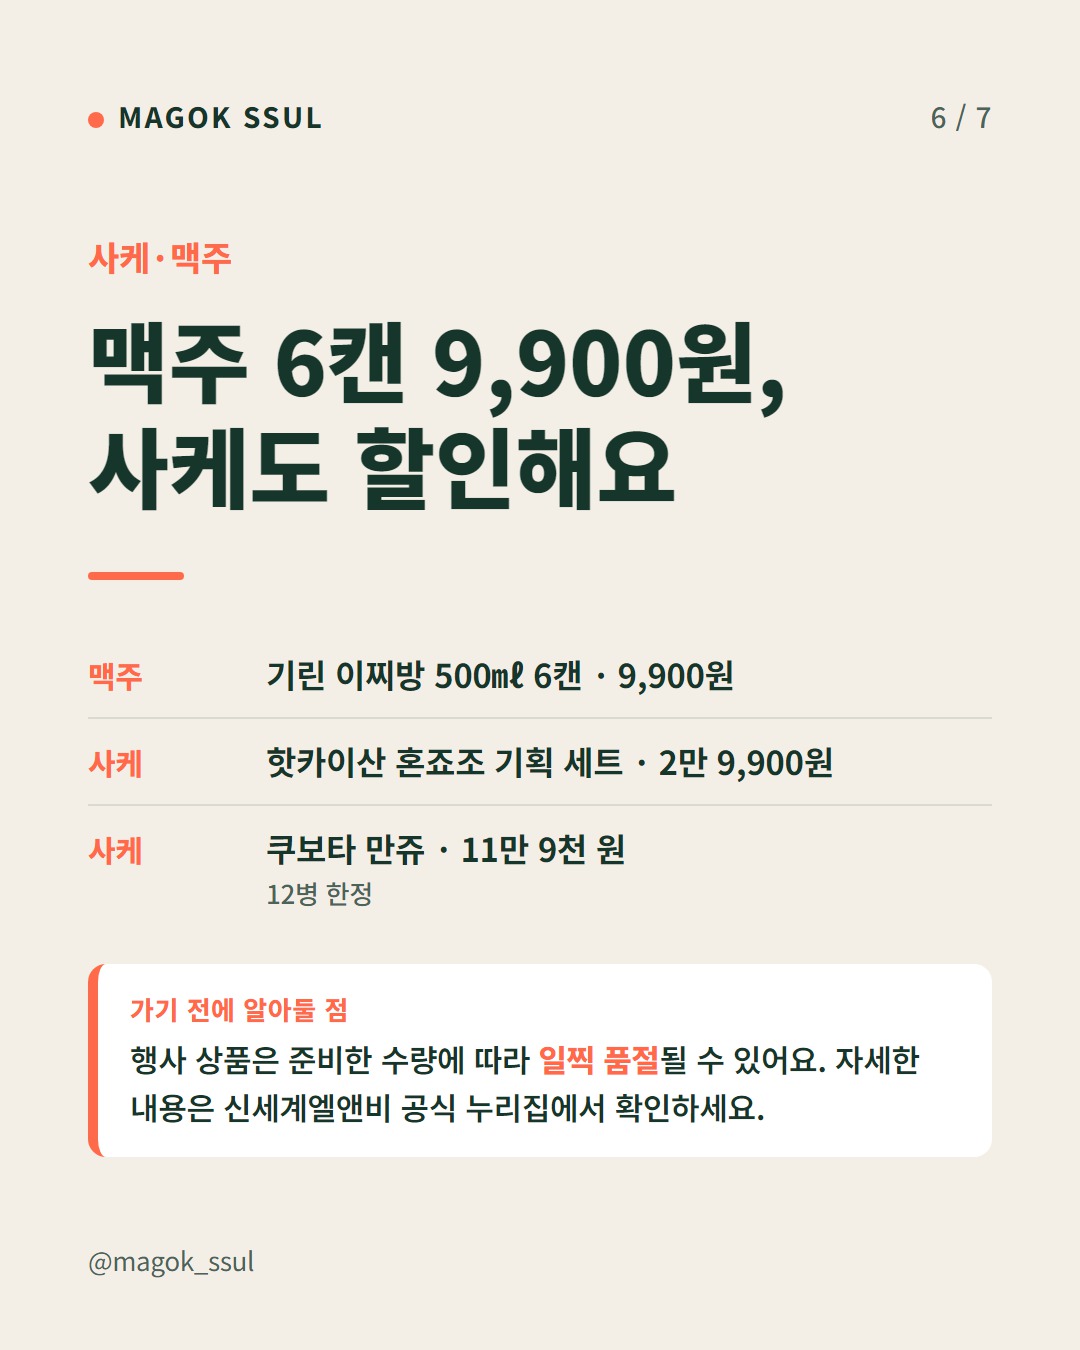 MAGOK SSUL
6 / 7
사케·맥주
맥주 6캔 9,900원,
사케도 할인해요
맥주 기린 이찌방 500㎖ 6캔 · 9,900원
사케 핫카이산 혼죠조 기획 세트 · 2만 9,900원
사케 쿠보타 만쥬 · 11만 9천 원
12병 한정
가기 전에 알아둘 점
행사 상품은 준비한 수량에 따라 일찍 품절될 수 있어요. 자세한
내용은 신세계엘앤비 공식 누리집에서 확인하세요.
@magok_ssul